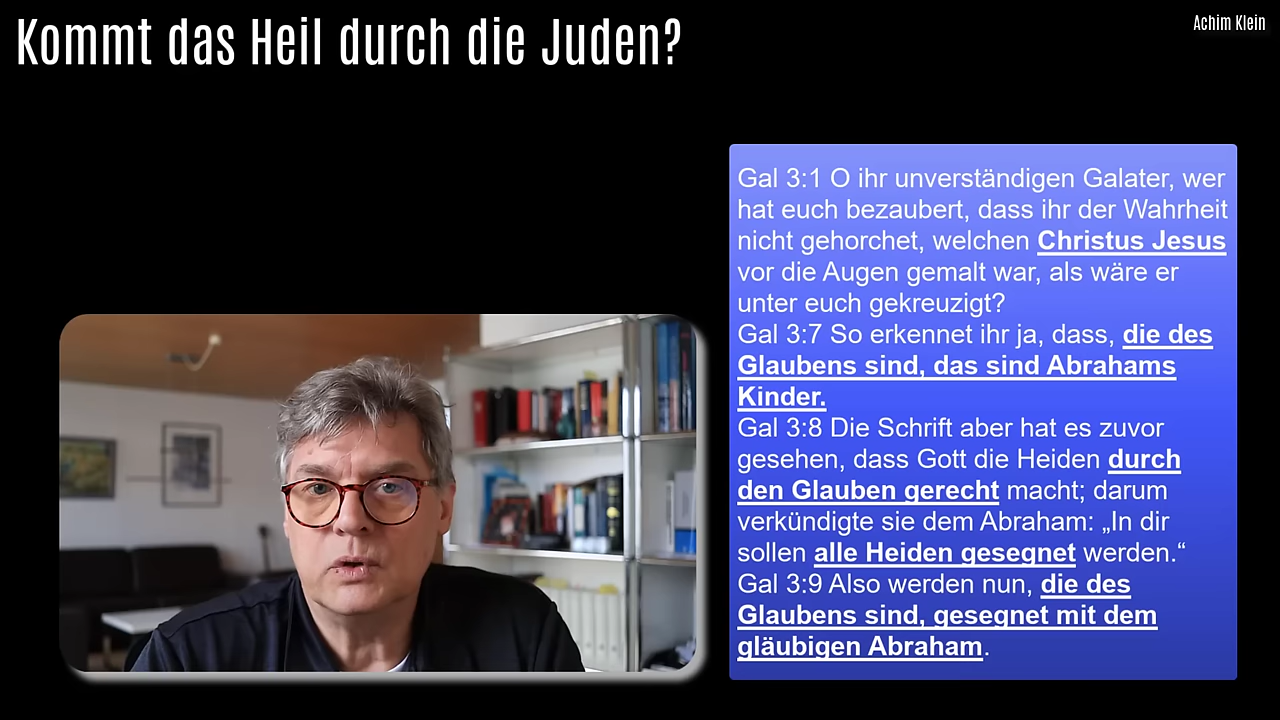 Kommt das Heil durch die Juden?
Achim Klein
Gal 3:1 O ihr unverständigen Galater, wer
hat euch bezaubert, dass ihr der Wahrheit
nicht gehorchet, welchen Christus Jesus
vor die Augen gemalt war, als wäre er
unter euch gekreuzigt?
Gal 3:7 So erkennet ihr ja, dass, die des
Glaubens sind, das sind Abrahams
Kinder.
Gal 3:8 Die Schrift aber hat es zuvor
gesehen, dass Gott die Heiden durch
den Glauben gerecht macht; darum
verkündigte sie dem Abraham: „In dir
sollen alle Heiden gesegnet werden.“
Gal 3:9 Also werden nun, die des
Glaubens sind, gesegnet mit dem
gläubigen Abraham.